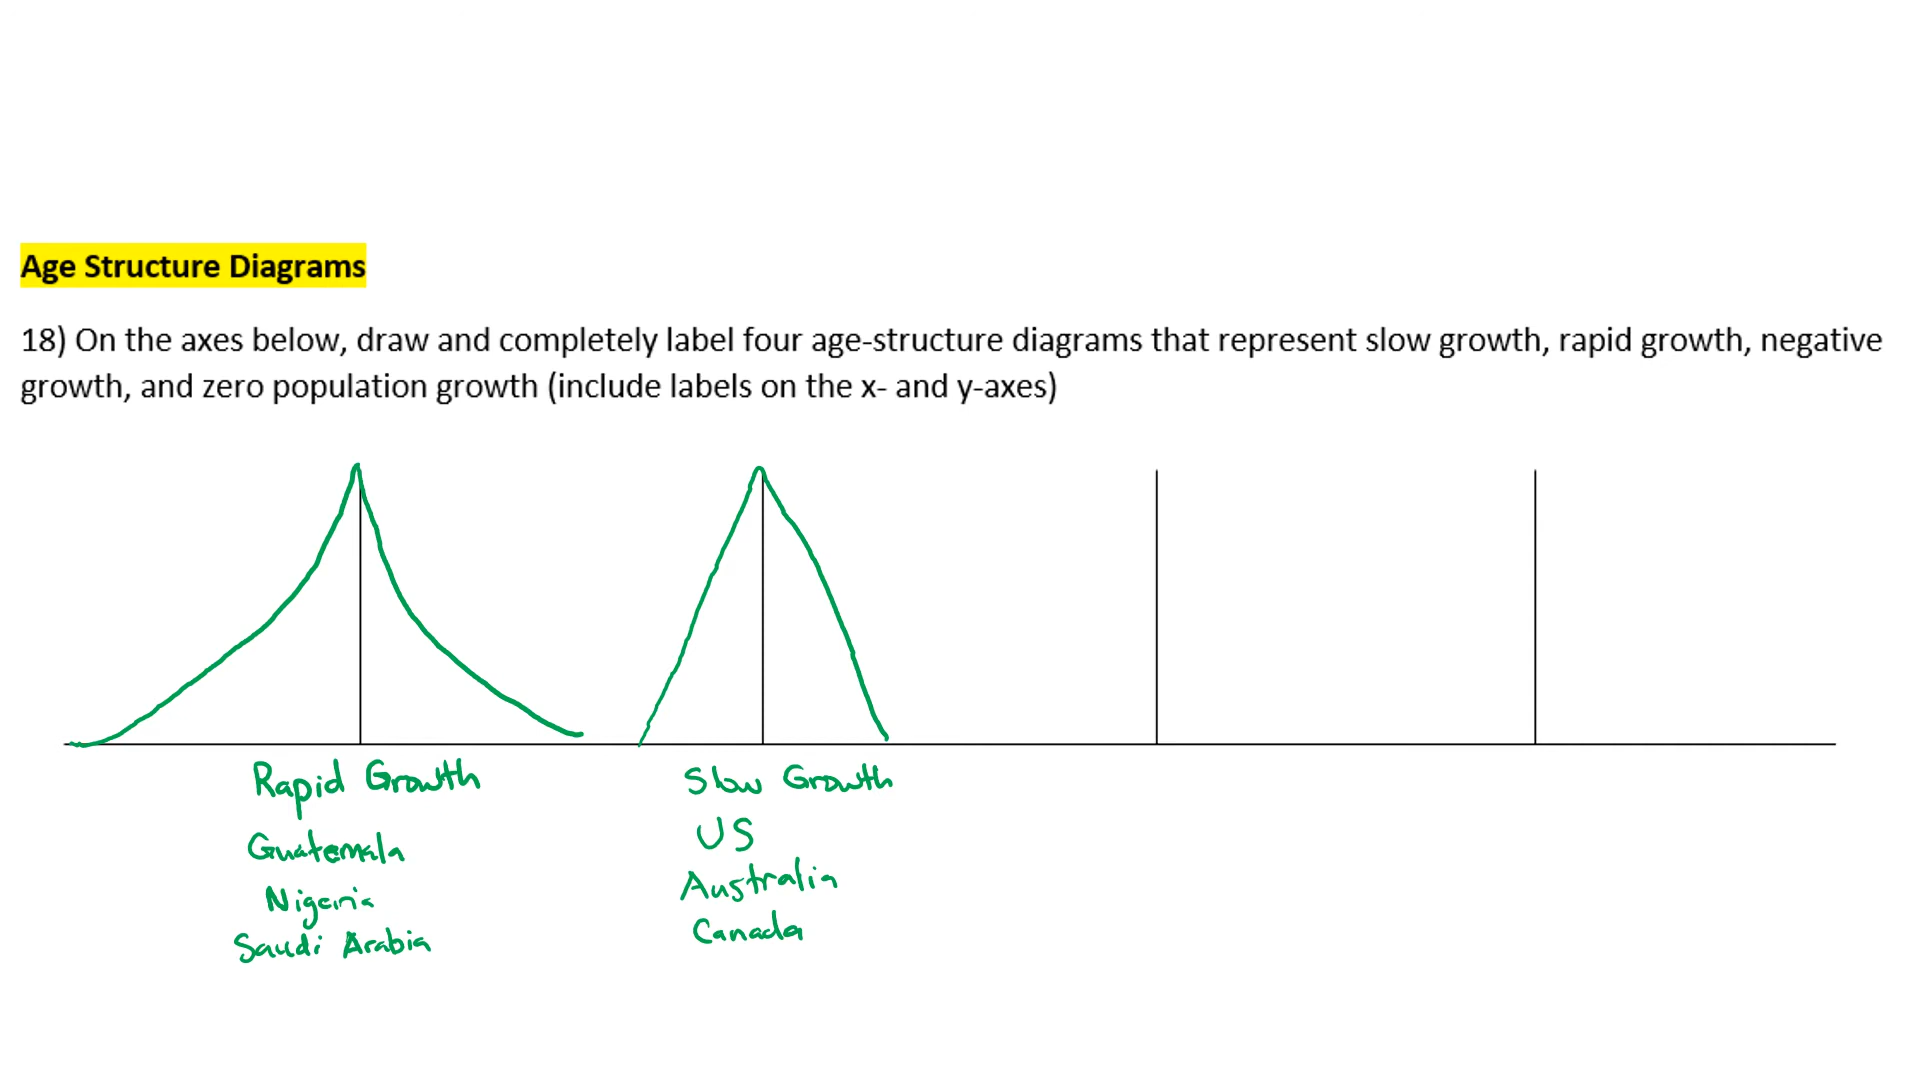 Age Structure Diagrams
18) On the axes below, draw and completely label four age-structure diagrams that represent slow growth, rapid growth, negative
growth, and zero population growth (include labels on the x- and y-axes)
Rapid Growth
Guatemala
Nigeria
Saudi Arabia
Slow Growth
US
Australia
Canada